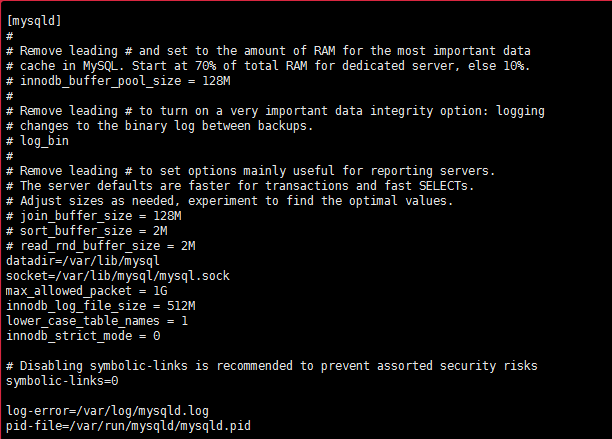 [mysqld]
#
# Remove leading # and set to the amount of RAM for the most important data
# cache in MySQL. Start at 70% of total RAM for dedicated server, else 10%.
# innodb_buffer_pool_size = 128M
#
# Remove leading # to turn on a very important data integrity option: logging
# changes to the binary log between backups.
# log_bin
#
# Remove leading # to set options mainly useful for reporting servers.
# The server defaults are faster for transactions and fast SELECTs.
# Adjust sizes as needed, experiment to find the optimal values.
# join_buffer_size = 128M
# sort_buffer_size = 2M
# read_rnd_buffer_size = 2M
datadir=/var/lib/mysql
socket=/var/lib/mysql/mysql.sock
max_allowed_packet = 1G
innodb_log_file_size = 512M
lower_case_table_names = 1
innodb_strict_mode = 0

# Disabling symbolic-links is recommended to prevent assorted security risks
symbolic-links=0

log-error=/var/log/mysqld.log
pid-file=/var/run/mysqld/mysqld.pid